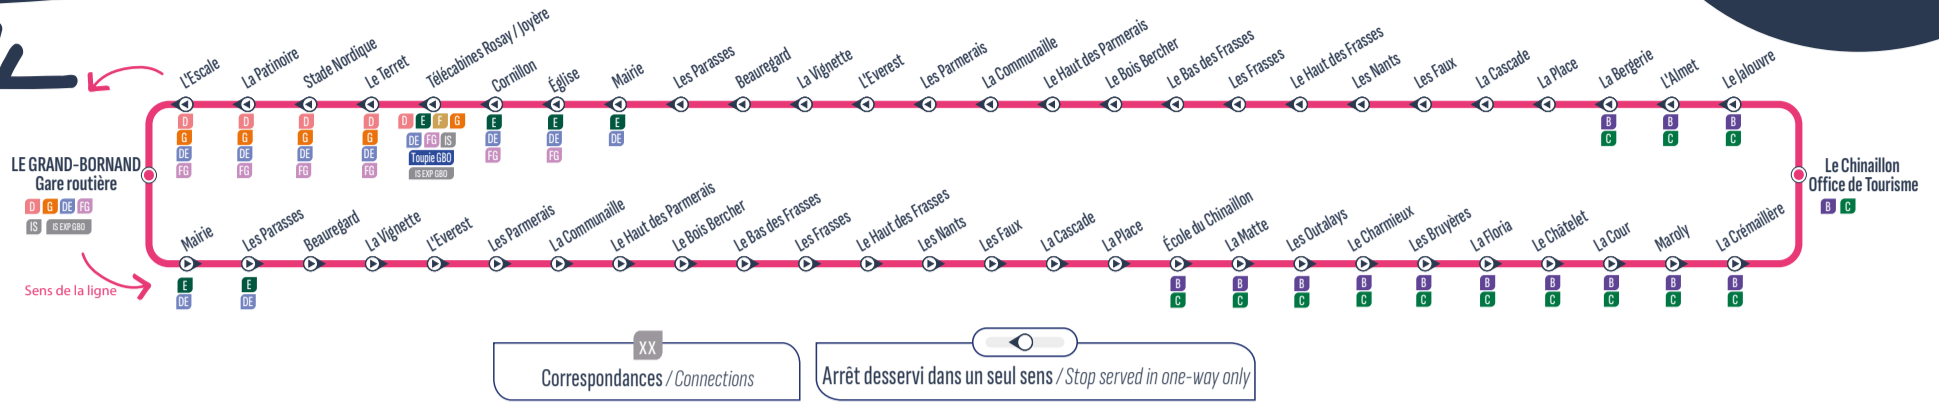 L'Escale
La Patinoire
Stade Nordique
Le Terret
Télécabines Rosay / Joyère
Cornillon
Église
Mairie
Les Parasses
Beauregard
La Vignette
L'Everest
Les Parmerais
La Communaille
Le Haut des Parmerais
Le Bois Bercher
Le Bas des Frasses
Les Frasses
Le Haut des Frasses
Les Nants
Les Faux
La Cascade
La Place
La Bergerie
L'Almet
Le Jalouvre
D D D D D E F G E E E B B B
G G G G DE FG IS DE DE DE C C C
DE DE DE DE Toupie GBO FG FG
FG FG FG FG IS EXP GBO
LE GRAND-BORNAND
Gare routière
D G DE FG
IS IS EXP GBO
Le Chinaillon
Office de Tourisme
B C
Sens de la ligne
Mairie
Les Parasses
Beauregard
La Vignette
L'Everest
Les Parmerais
La Communaille
Le Haut des Parmerais
Le Bois Bercher
Le Bas des Frasses
Les Frasses
Le Haut des Frasses
Les Nants
Les Faux
La Cascade
La Place
École du Chinaillon
La Matte
Les Outalays
Le Charmieux
Les Bruyères
La Floria
Le Châtelet
La Cour
Maroly
La Crémaillère
E E B B B B B B B B B B
DE DE C C C C C C C C C C
XX
Correspondances / Connections
Arrêt desservi dans un seul sens / Stop served in one-way only